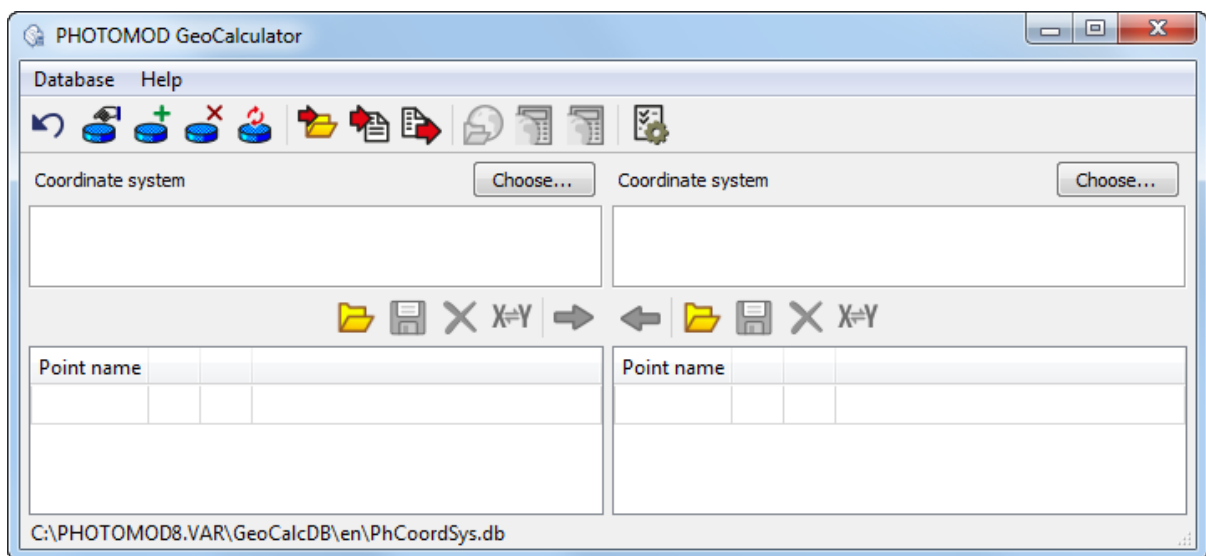 PHOTOMOD GeoCalculator
Database Help
Coordinate system Choose... Coordinate system Choose...
X⇌Y X⇌Y
Point name Point name
C:\PHOTOMOD8.VAR\GeoCalcDB\en\PhCoordSys.db